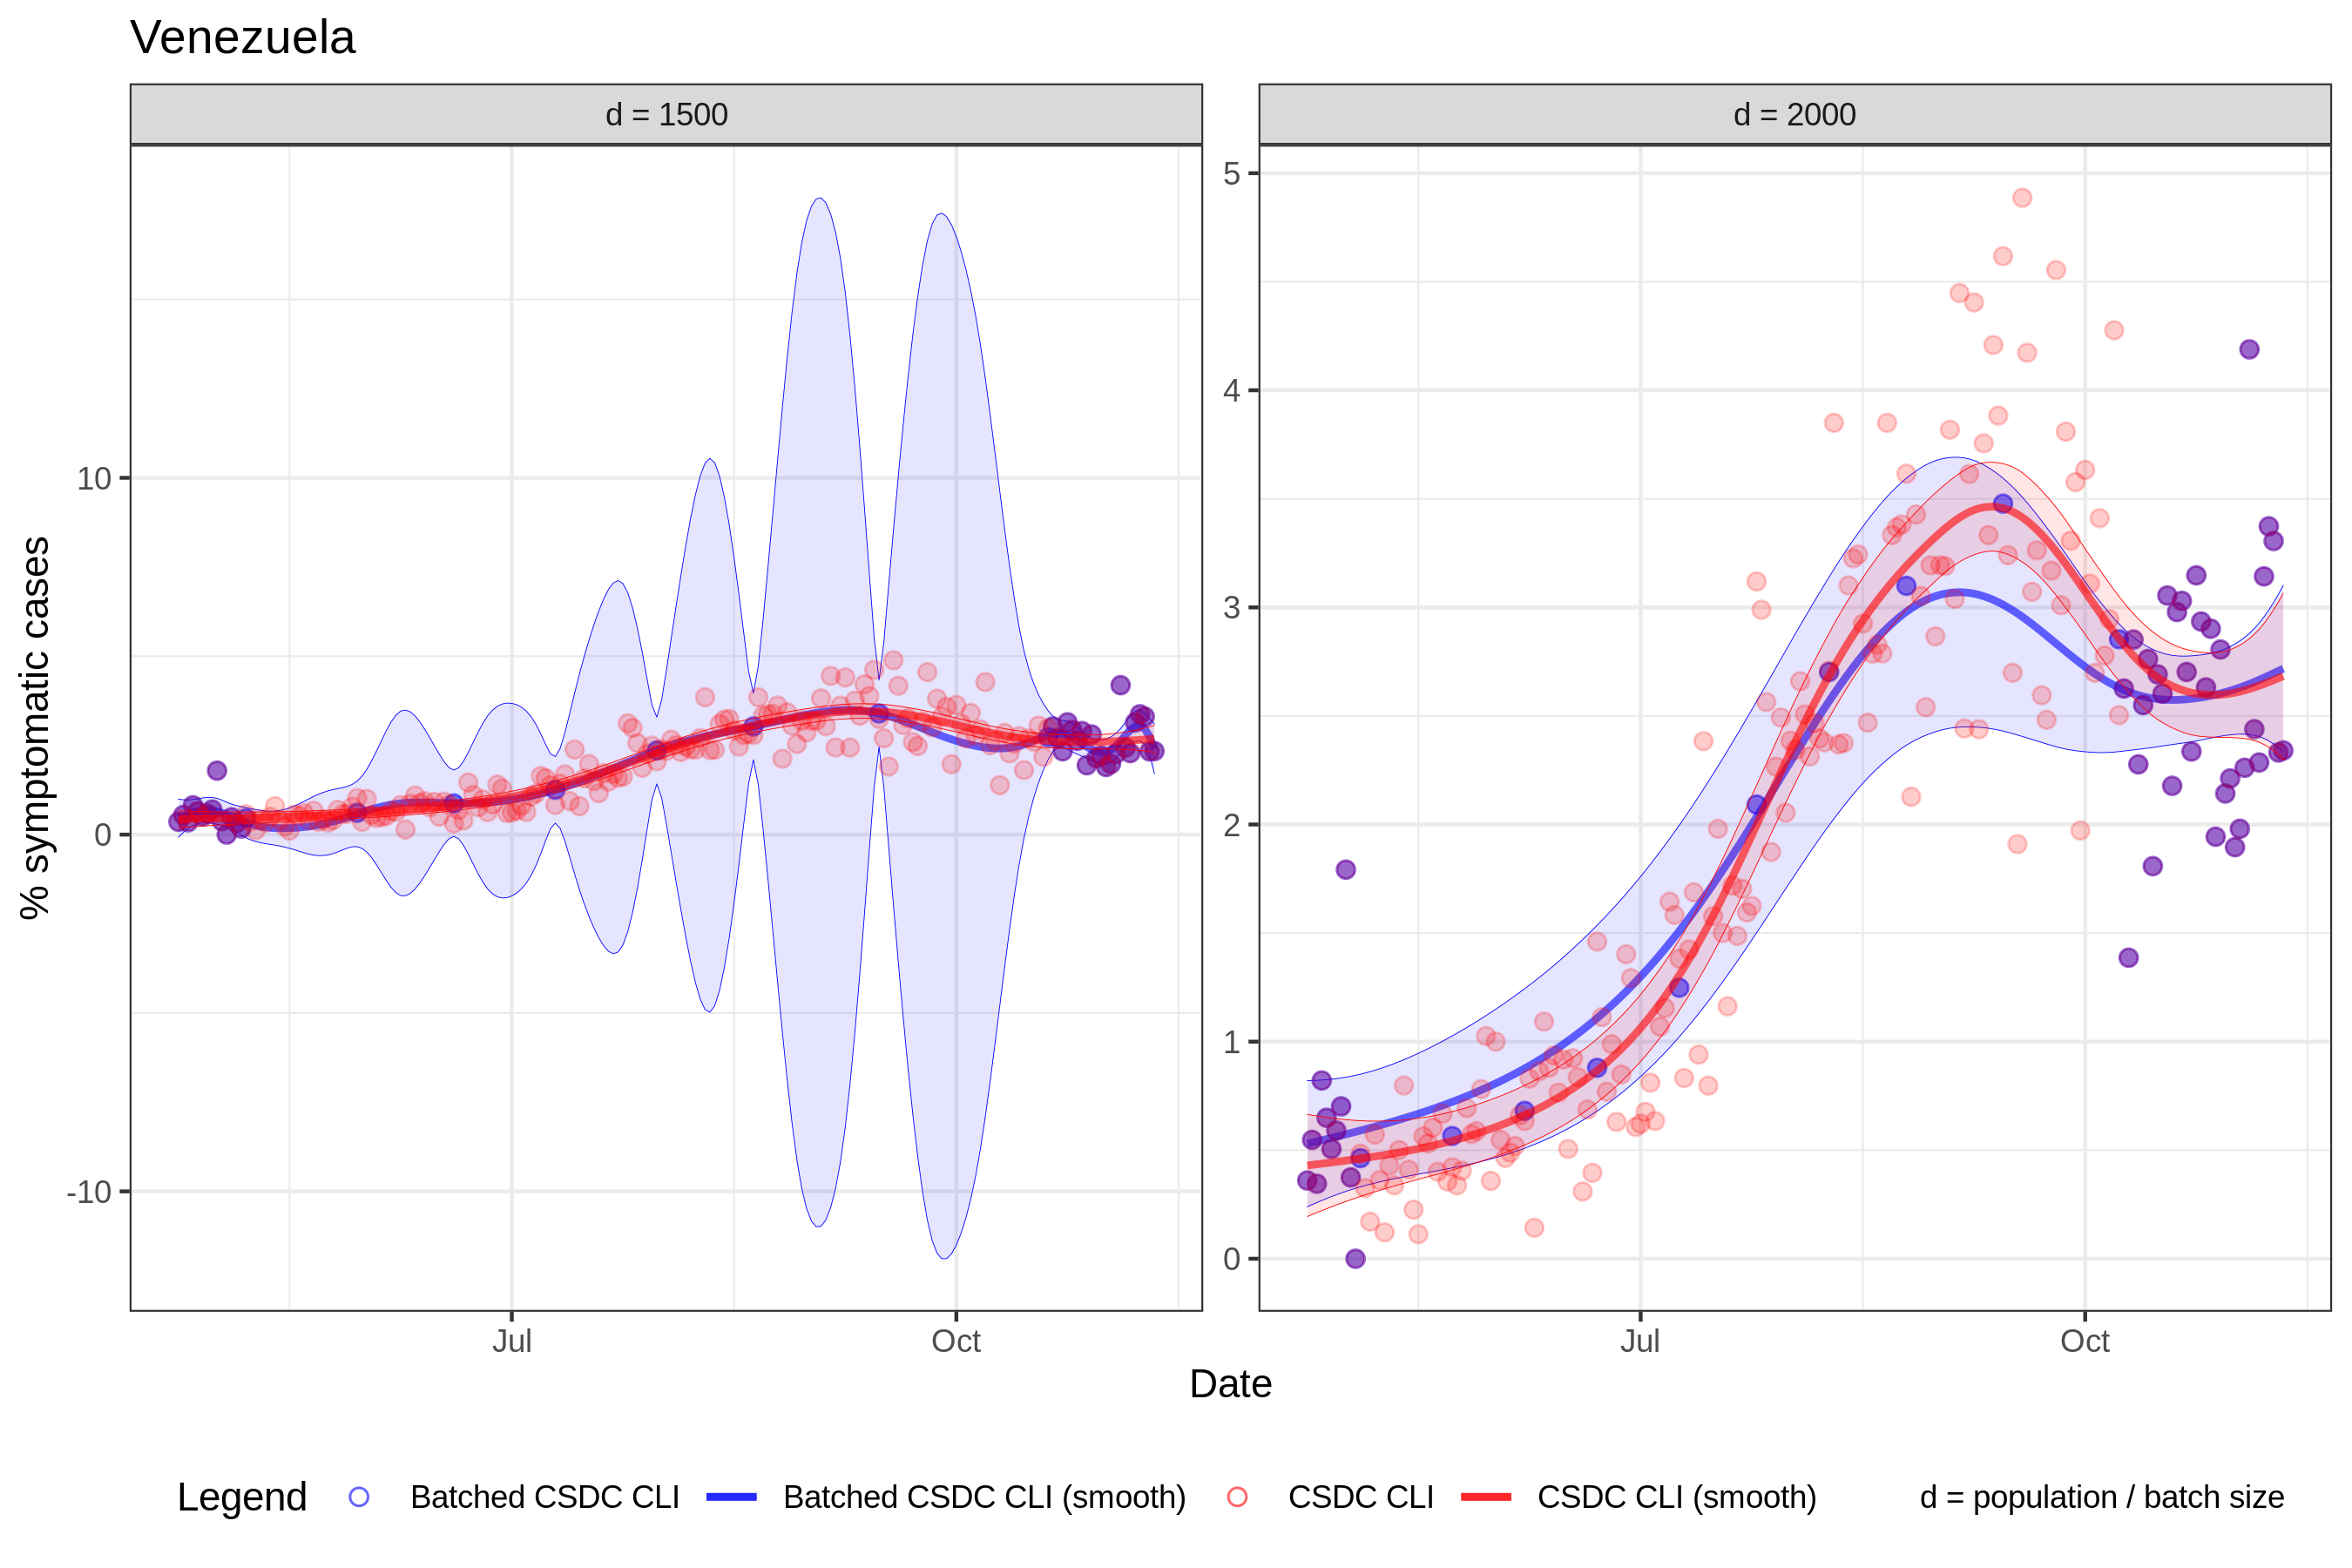 Venezuela
d = 1500
d = 2000
% symptomatic cases
10
0
-10
5
4
3
2
1
0
Jul
Oct
Jul
Oct
Date
Legend
Batched CSDC CLI
Batched CSDC CLI (smooth)
CSDC CLI
CSDC CLI (smooth)
d = population / batch size